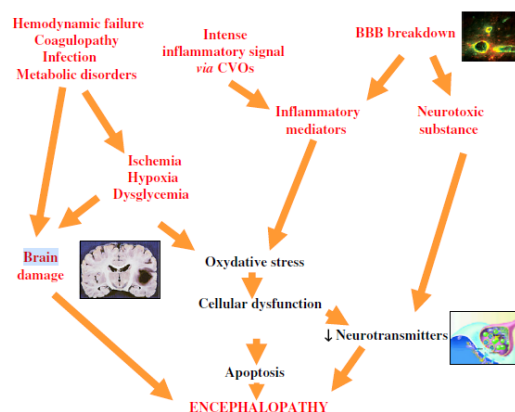 Hemodynamic failure
Coagulopathy
Infection
Metabolic disorders
Intense
inflammatory signal
via CVOs
BBB breakdown
Inflammatory
mediators
Neurotoxic
substance
Ischemia
Hypoxia
Dysglycemia
Brain
damage
Oxydative stress
Cellular dysfunction
↓ Neurotransmitters
Apoptosis
ENCEPHALOPATHY